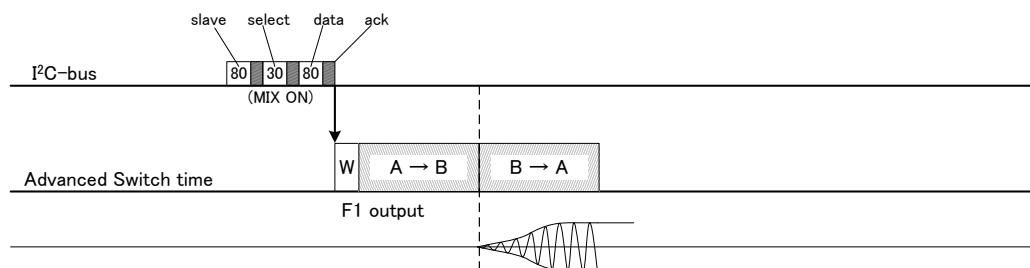 slave select data ack
I²C-bus 80 30 80
(MIX ON)
W A → B B → A
Advanced Switch time
F1 output